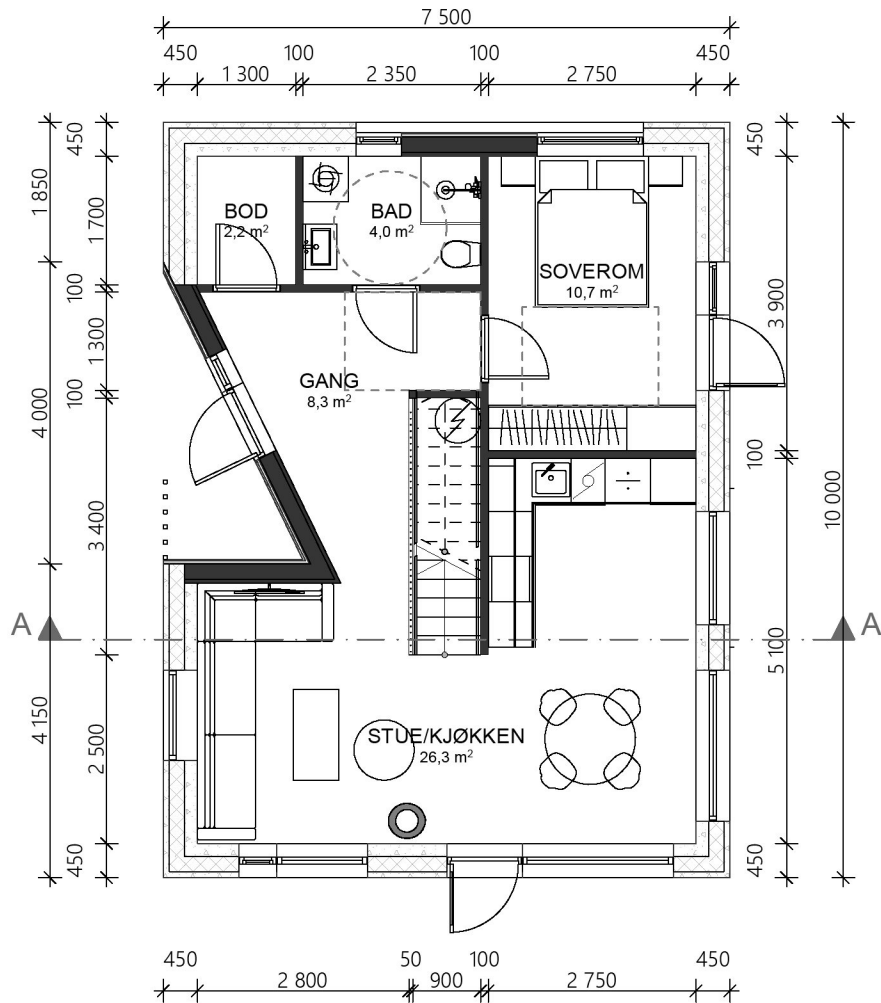 7 500
450 100 100 450
1 300 2 350 2 750
450 450
1 850
1 700
BOD
2,2 m²
BAD
4,0 m²
SOVEROM
10,7 m²
3 900
100
1 300
GANG
8,3 m²
4 000
100
100
10 000
3 400
A A
5 100
4 150
2 500
STUE/KJØKKEN
26,3 m²
450 450
450 50 100 450
2 800 900 2 750